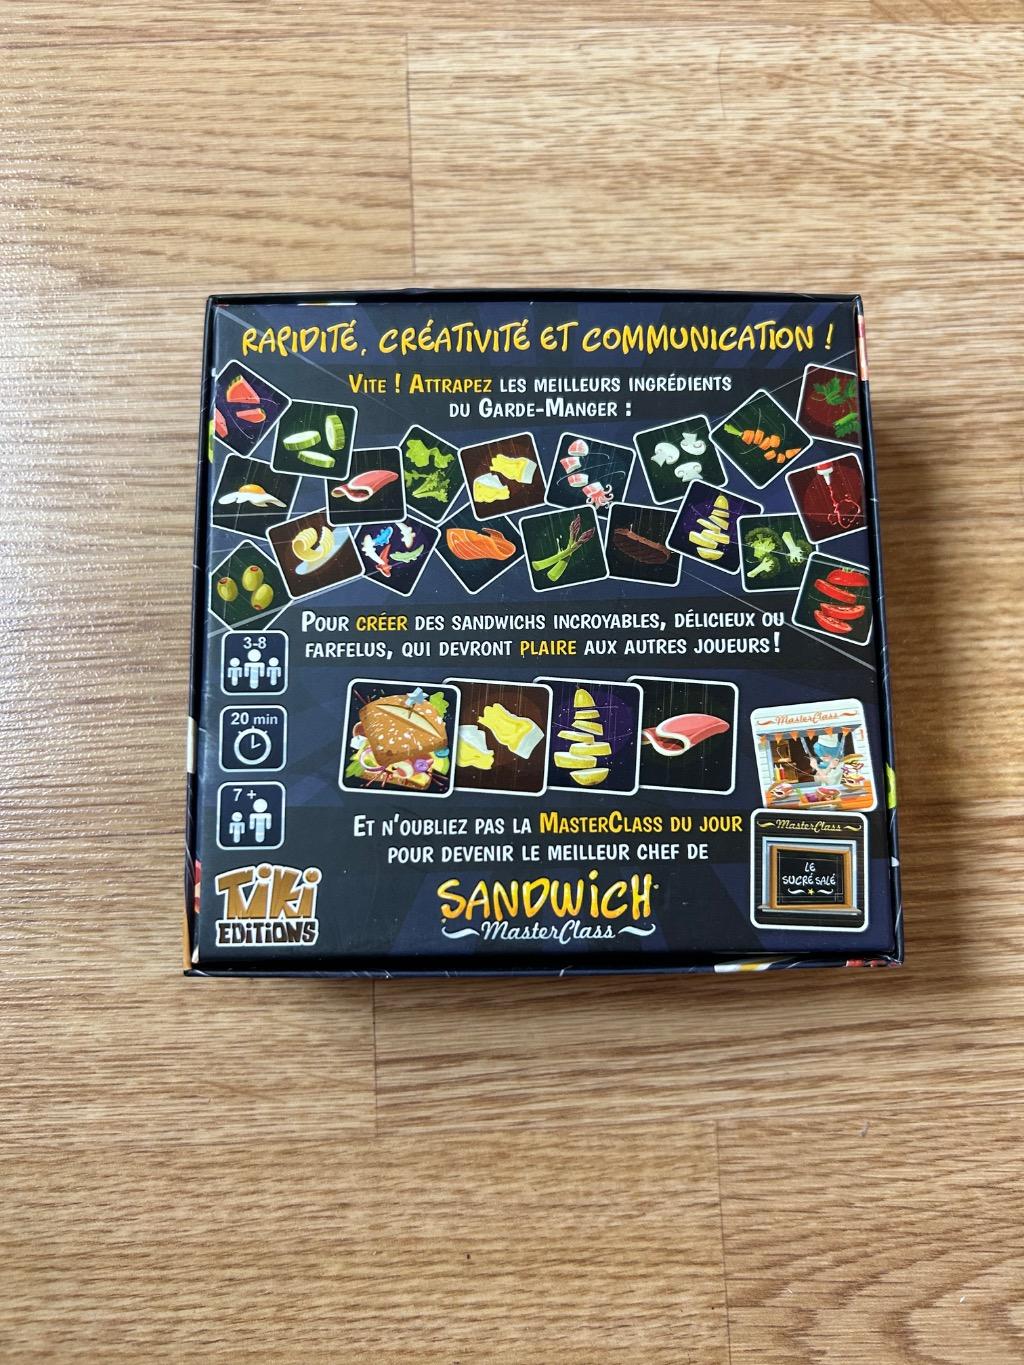 RAPIDITÉ, CRÉATIVITÉ ET COMMUNICATION !
VITE ! ATTRAPEZ LES MEILLEURS INGRÉDIENTS
DU GARDE-MANGER :
POUR CRÉER DES SANDWICHS INCROYABLES, DÉLICIEUX OU
FARFELUS, QUI DEVRONT PLAIRE AUX AUTRES JOUEURS !
3-8
20 min
7 +
MasterClass
ET N'OUBLIEZ PAS LA MASTERCLASS DU JOUR
POUR DEVENIR LE MEILLEUR CHEF DE
SANDWICH
MasterClass
MasterClass
LE
SUCRÉ SALÉ
TIKI
EDITIONS